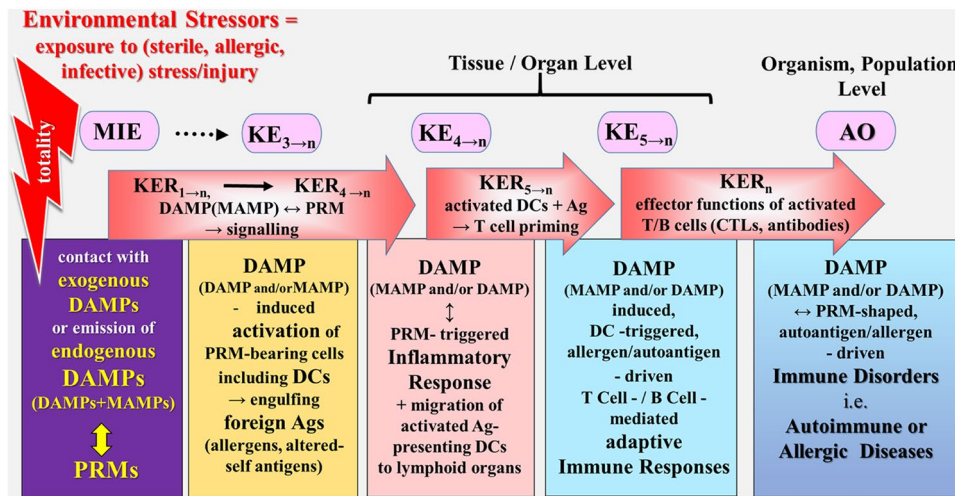 Environmental Stressors =
exposure to (sterile, allergic,
infective) stress/injury
totality
Tissue / Organ Level
Organism, Population
Level
MIE
KE3→n
KE4→n
KE5→n
AO
KER1→n, → KER4→n
DAMP(MAMP) ↔ PRM
→ signalling
KER5→n
activated DCs + Ag
→ T cell priming
KERn
effector functions of activated
T/B cells (CTLs, antibodies)
contact with
exogenous
DAMPs
or emission of
endogenous
DAMPs
(DAMPs+MAMPs)
PRMs
DAMP
(DAMP and/or MAMP)
- induced
activation of
PRM-bearing cells
including DCs
→ engulfing
foreign Ags
(allergens, altered-
self antigens)
DAMP
(MAMP and/or DAMP)
↕
PRM- triggered
Inflammatory
Response
+ migration of
activated Ag-
presenting DCs
to lymphoid organs
DAMP
(MAMP and/or DAMP)
induced,
DC -triggered,
allergen/autoantigen
- driven
T Cell - / B Cell -
mediated
adaptive
Immune Responses
DAMP
(MAMP and/or DAMP)
↔ PRM-shaped,
autoantigen/allergen
- driven
Immune Disorders
i.e.
Autoimmune or
Allergic Diseases